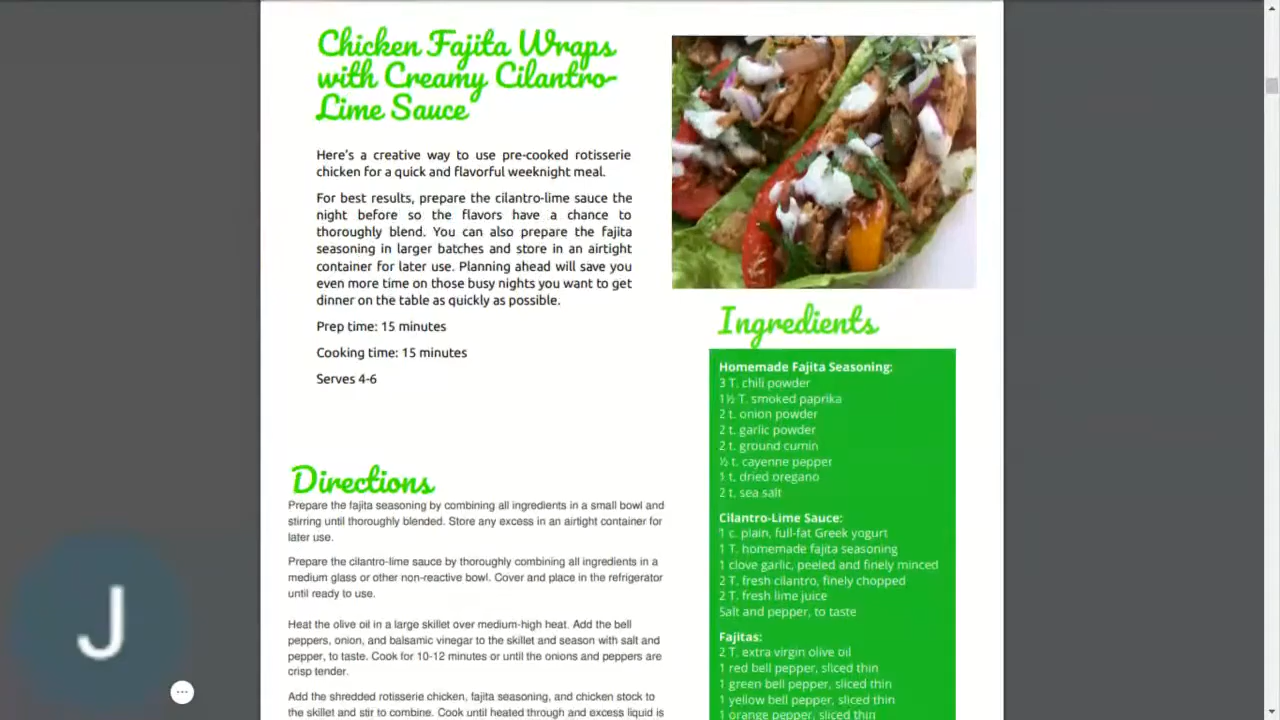 Chicken Fajita Wraps
with Creamy Cilantro-
Lime Sauce
Here's a creative way to use pre-cooked rotisserie
chicken for a quick and flavorful weeknight meal.
For best results, prepare the cilantro-lime sauce the
night before so the flavors have a chance to
thoroughly blend. You can also prepare the fajita
seasoning in larger batches and store in an airtight
container for later use. Planning ahead will save you
even more time on those busy nights you want to get
dinner on the table as quickly as possible.
Prep time: 15 minutes
Cooking time: 15 minutes
Serves 4-6
Directions
Prepare the fajita seasoning by combining all ingredients in a small bowl and
stirring until thoroughly blended. Store any excess in an airtight container for
later use.
Prepare the cilantro-lime sauce by thoroughly combining all ingredients in a
medium glass or other non-reactive bowl. Cover and place in the refrigerator
until ready to use.
Heat the olive oil in a large skillet over medium-high heat. Add the bell
peppers, onion, and balsamic vinegar to the skillet and season with salt and
pepper, to taste. Cook for 10-12 minutes or until the onions and peppers are
crisp tender.
Add the shredded rotisserie chicken, fajita seasoning, and chicken stock to
the skillet and stir to combine. Cook until heated through and excess liquid is
Ingredients
Homemade Fajita Seasoning:
3 T. chili powder
1½ T. smoked paprika
2 t. onion powder
2 t. garlic powder
2 t. ground cumin
½ t. cayenne pepper
1 t. dried oregano
2 t. sea salt
Cilantro-Lime Sauce:
1 c. plain, full-fat Greek yogurt
1 T. homemade fajita seasoning
1 clove garlic, peeled and finely minced
2 T. fresh cilantro, finely chopped
2 T. fresh lime juice
Salt and pepper, to taste
Fajitas:
2 T. extra virgin olive oil
1 red bell pepper, sliced thin
1 green bell pepper, sliced thin
1 yellow bell pepper, sliced thin
1 orange pepper, sliced thin
J